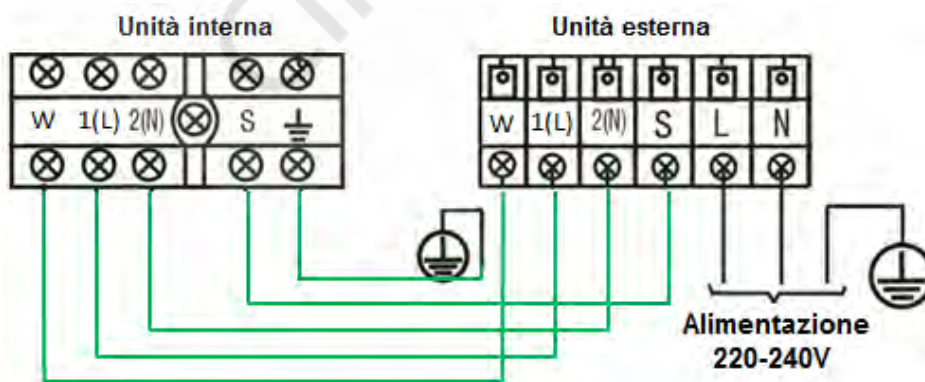 Unità interna
Unità esterna
W 1(L) 2(N) S
W 1(L) 2(N) S L N
Alimentazione
220-240V